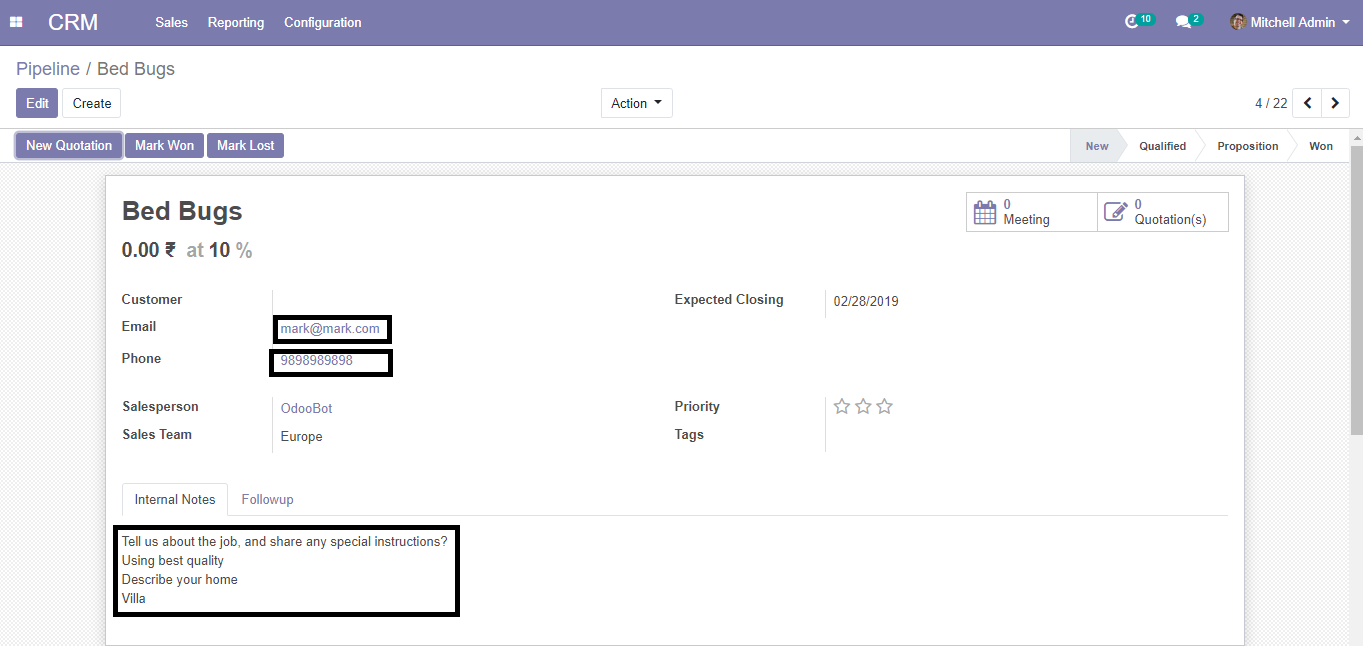 CRM Sales Reporting Configuration 10 2 Mitchell Admin
Pipeline / Bed Bugs
Edit Create Action 4 / 22
New Quotation Mark Won Mark Lost New Qualified Proposition Won
Bed Bugs
0 Meeting
0 Quotation(s)
0.00 ₹ at 10 %
Customer
Expected Closing 02/28/2019
Email mark@mark.com
Phone 9898989898
Salesperson OdooBot
Priority
Sales Team Europe
Tags
Internal Notes Followup
Tell us about the job, and share any special instructions?
Using best quality
Describe your home
Villa